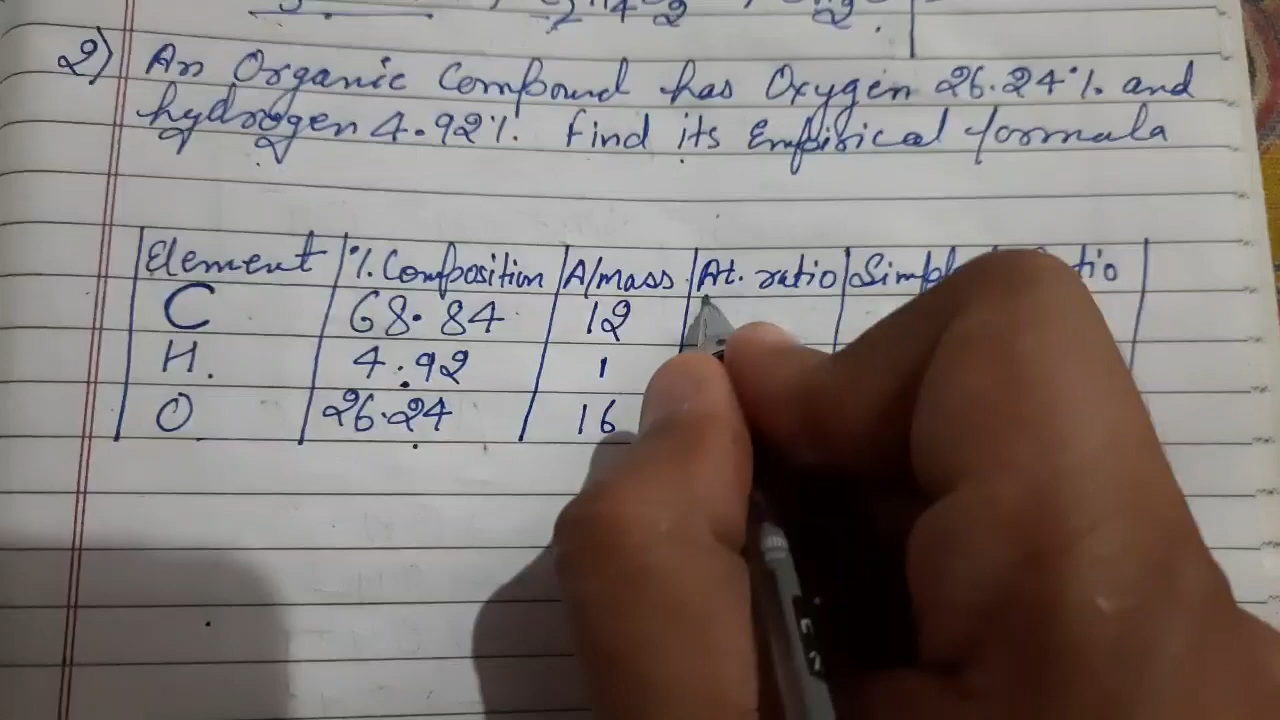 2) An Organic Compound has Oxygen 26.24% and
hydrogen 4.92%. find its Empirical formula
Element %Composition A/mass At. ratio
C 68.84 12
H. 4.92 1
O 26.24 16